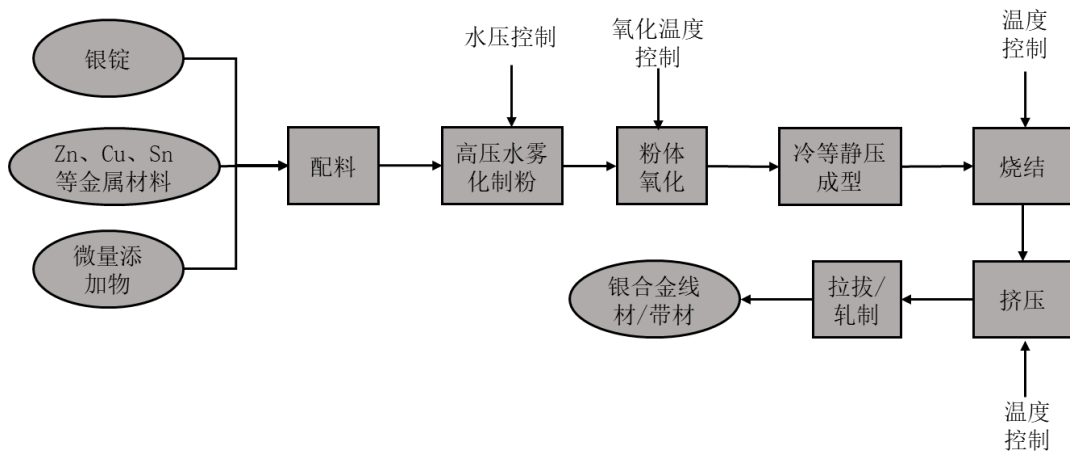 银锭
Zn、Cu、Sn
等金属材料
微量添
加物
配料
水压控制
高压水雾
化制粉
氧化温度
控制
粉体
氧化
冷等静压
成型
温度
控制
烧结
挤压
温度
控制
拉拔/
轧制
银合金线
材/带材